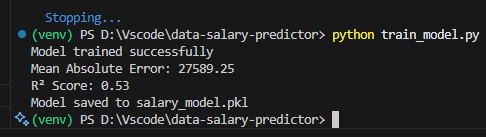 Stopping...
(venv) PS D:\Vscode\data-salary-predictor> python train_model.py
Model trained successfully
Mean Absolute Error: 27589.25
R² Score: 0.53
Model saved to salary_model.pkl
(venv) PS D:\Vscode\data-salary-predictor>